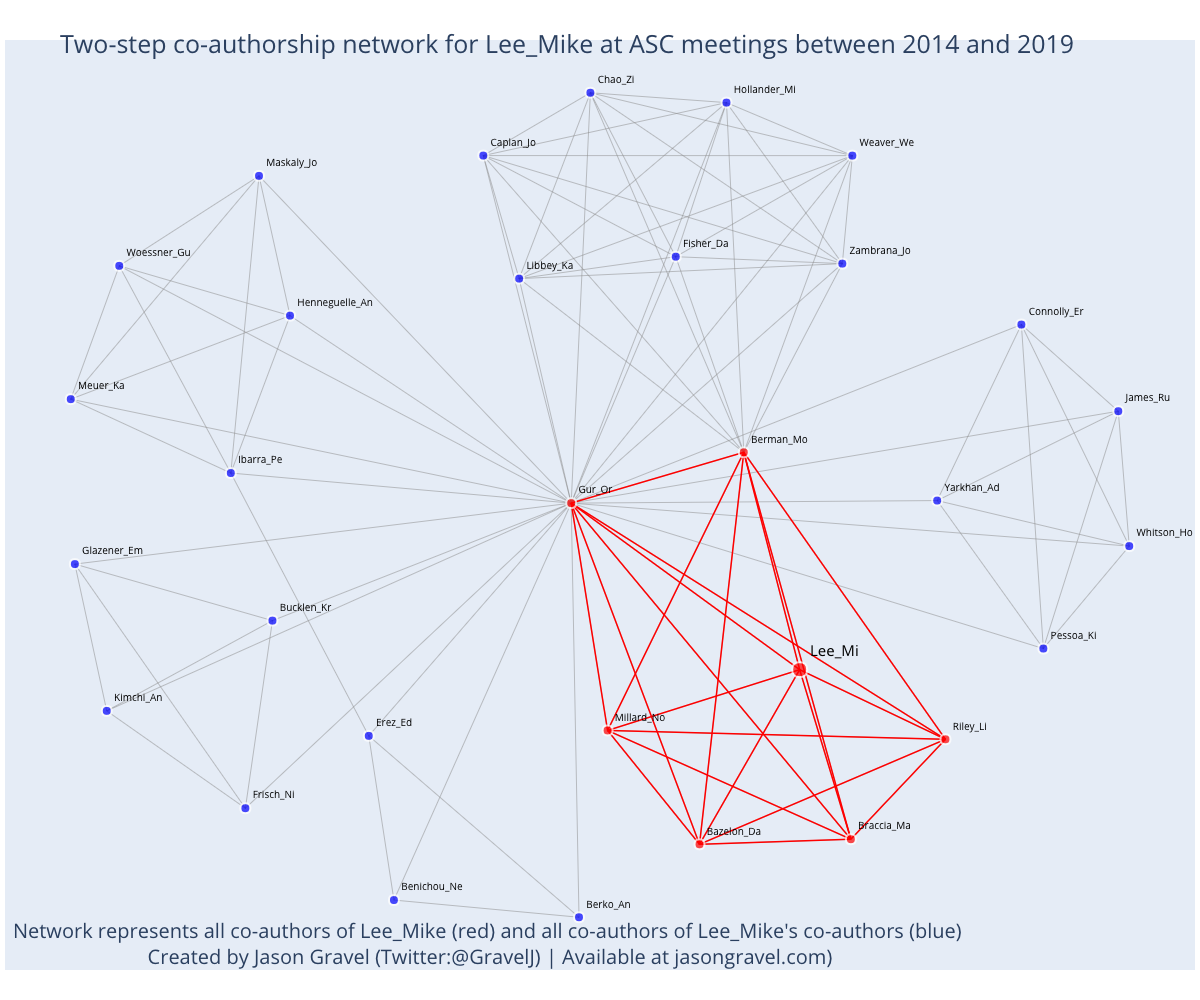 Two-step co-authorship network for Lee_Mike at ASC meetings between 2014 and 2019
Chao_Zi
Hollander_Mi
Caplan_Jo
Weaver_We
Maskaly_Jo
Fisher_Da
Woessner_Gu
Zambrana_Jo
Libbey_Ka
Henneguelle_An
Connolly_Er
Meuer_Ka
James_Ru
Berman_Mo
Ibarra_Pe
Yarkhan_Ad
Gur_Or
Whitson_Ho
Glazener_Em
Bucklen_Kr
Pessoa_Ki
Lee_Mi
Kimchi_An
Millard_No
Erez_Ed
Riley_Li
Frisch_Ni
Bazelon_Da
Braccia_Ma
Benichou_Ne
Berko_An
Network represents all co-authors of Lee_Mike (red) and all co-authors of Lee_Mike's co-authors (blue)
Created by Jason Gravel (Twitter:@GravelJ) | Available at jasongravel.com)